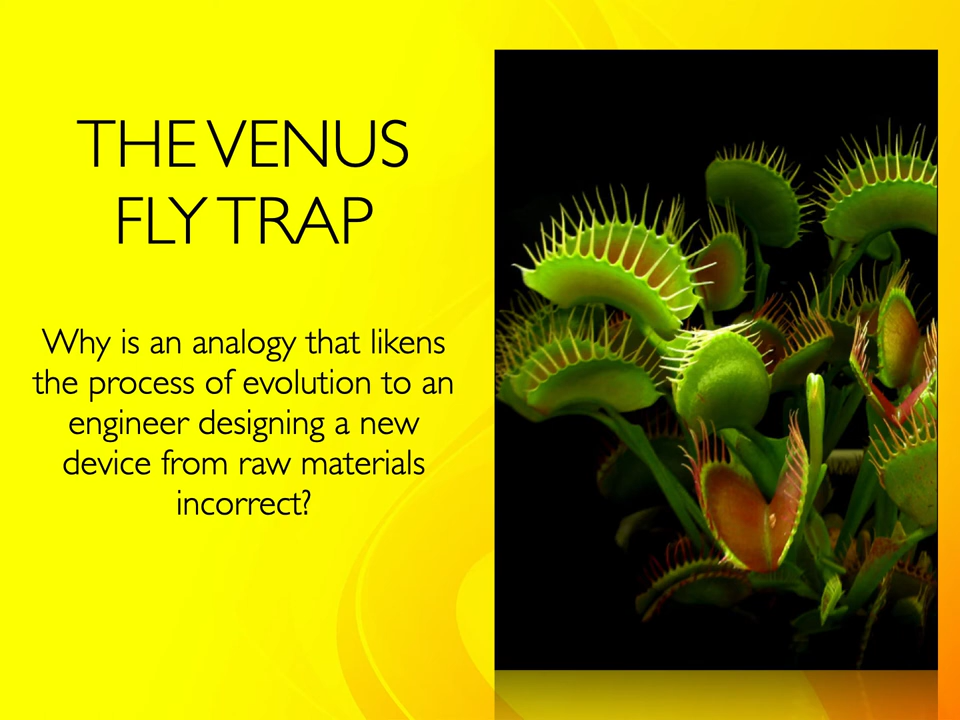 THE VENUS
FLY TRAP
Why is an analogy that likens
the process of evolution to an
engineer designing a new
device from raw materials
incorrect?